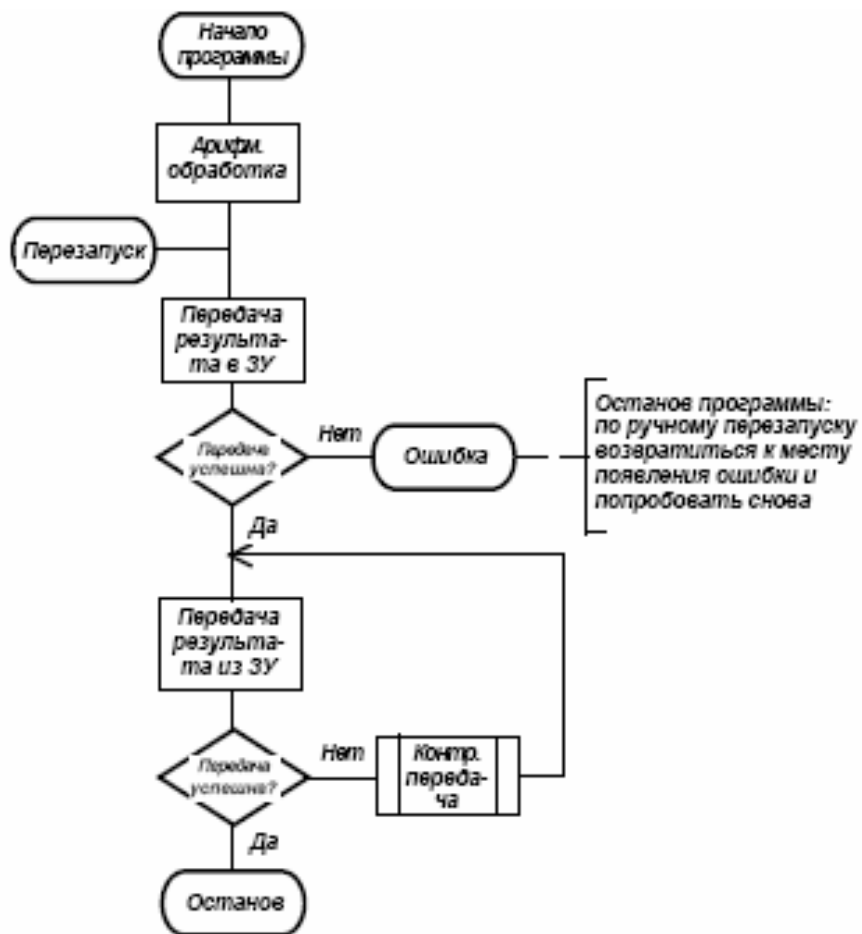 Начало
программы
Арифм.
обработка
Перезапуск
Передача
результа-
та в ЗУ
Передача
успешна?
Нет
Ошибка
Останов программы:
по ручному перезапуску
возвратиться к месту
появления ошибки и
попробовать снова
Да
Передача
результа-
та из ЗУ
Передача
успешна?
Нет
Контр.
переда-
ча
Да
Останов